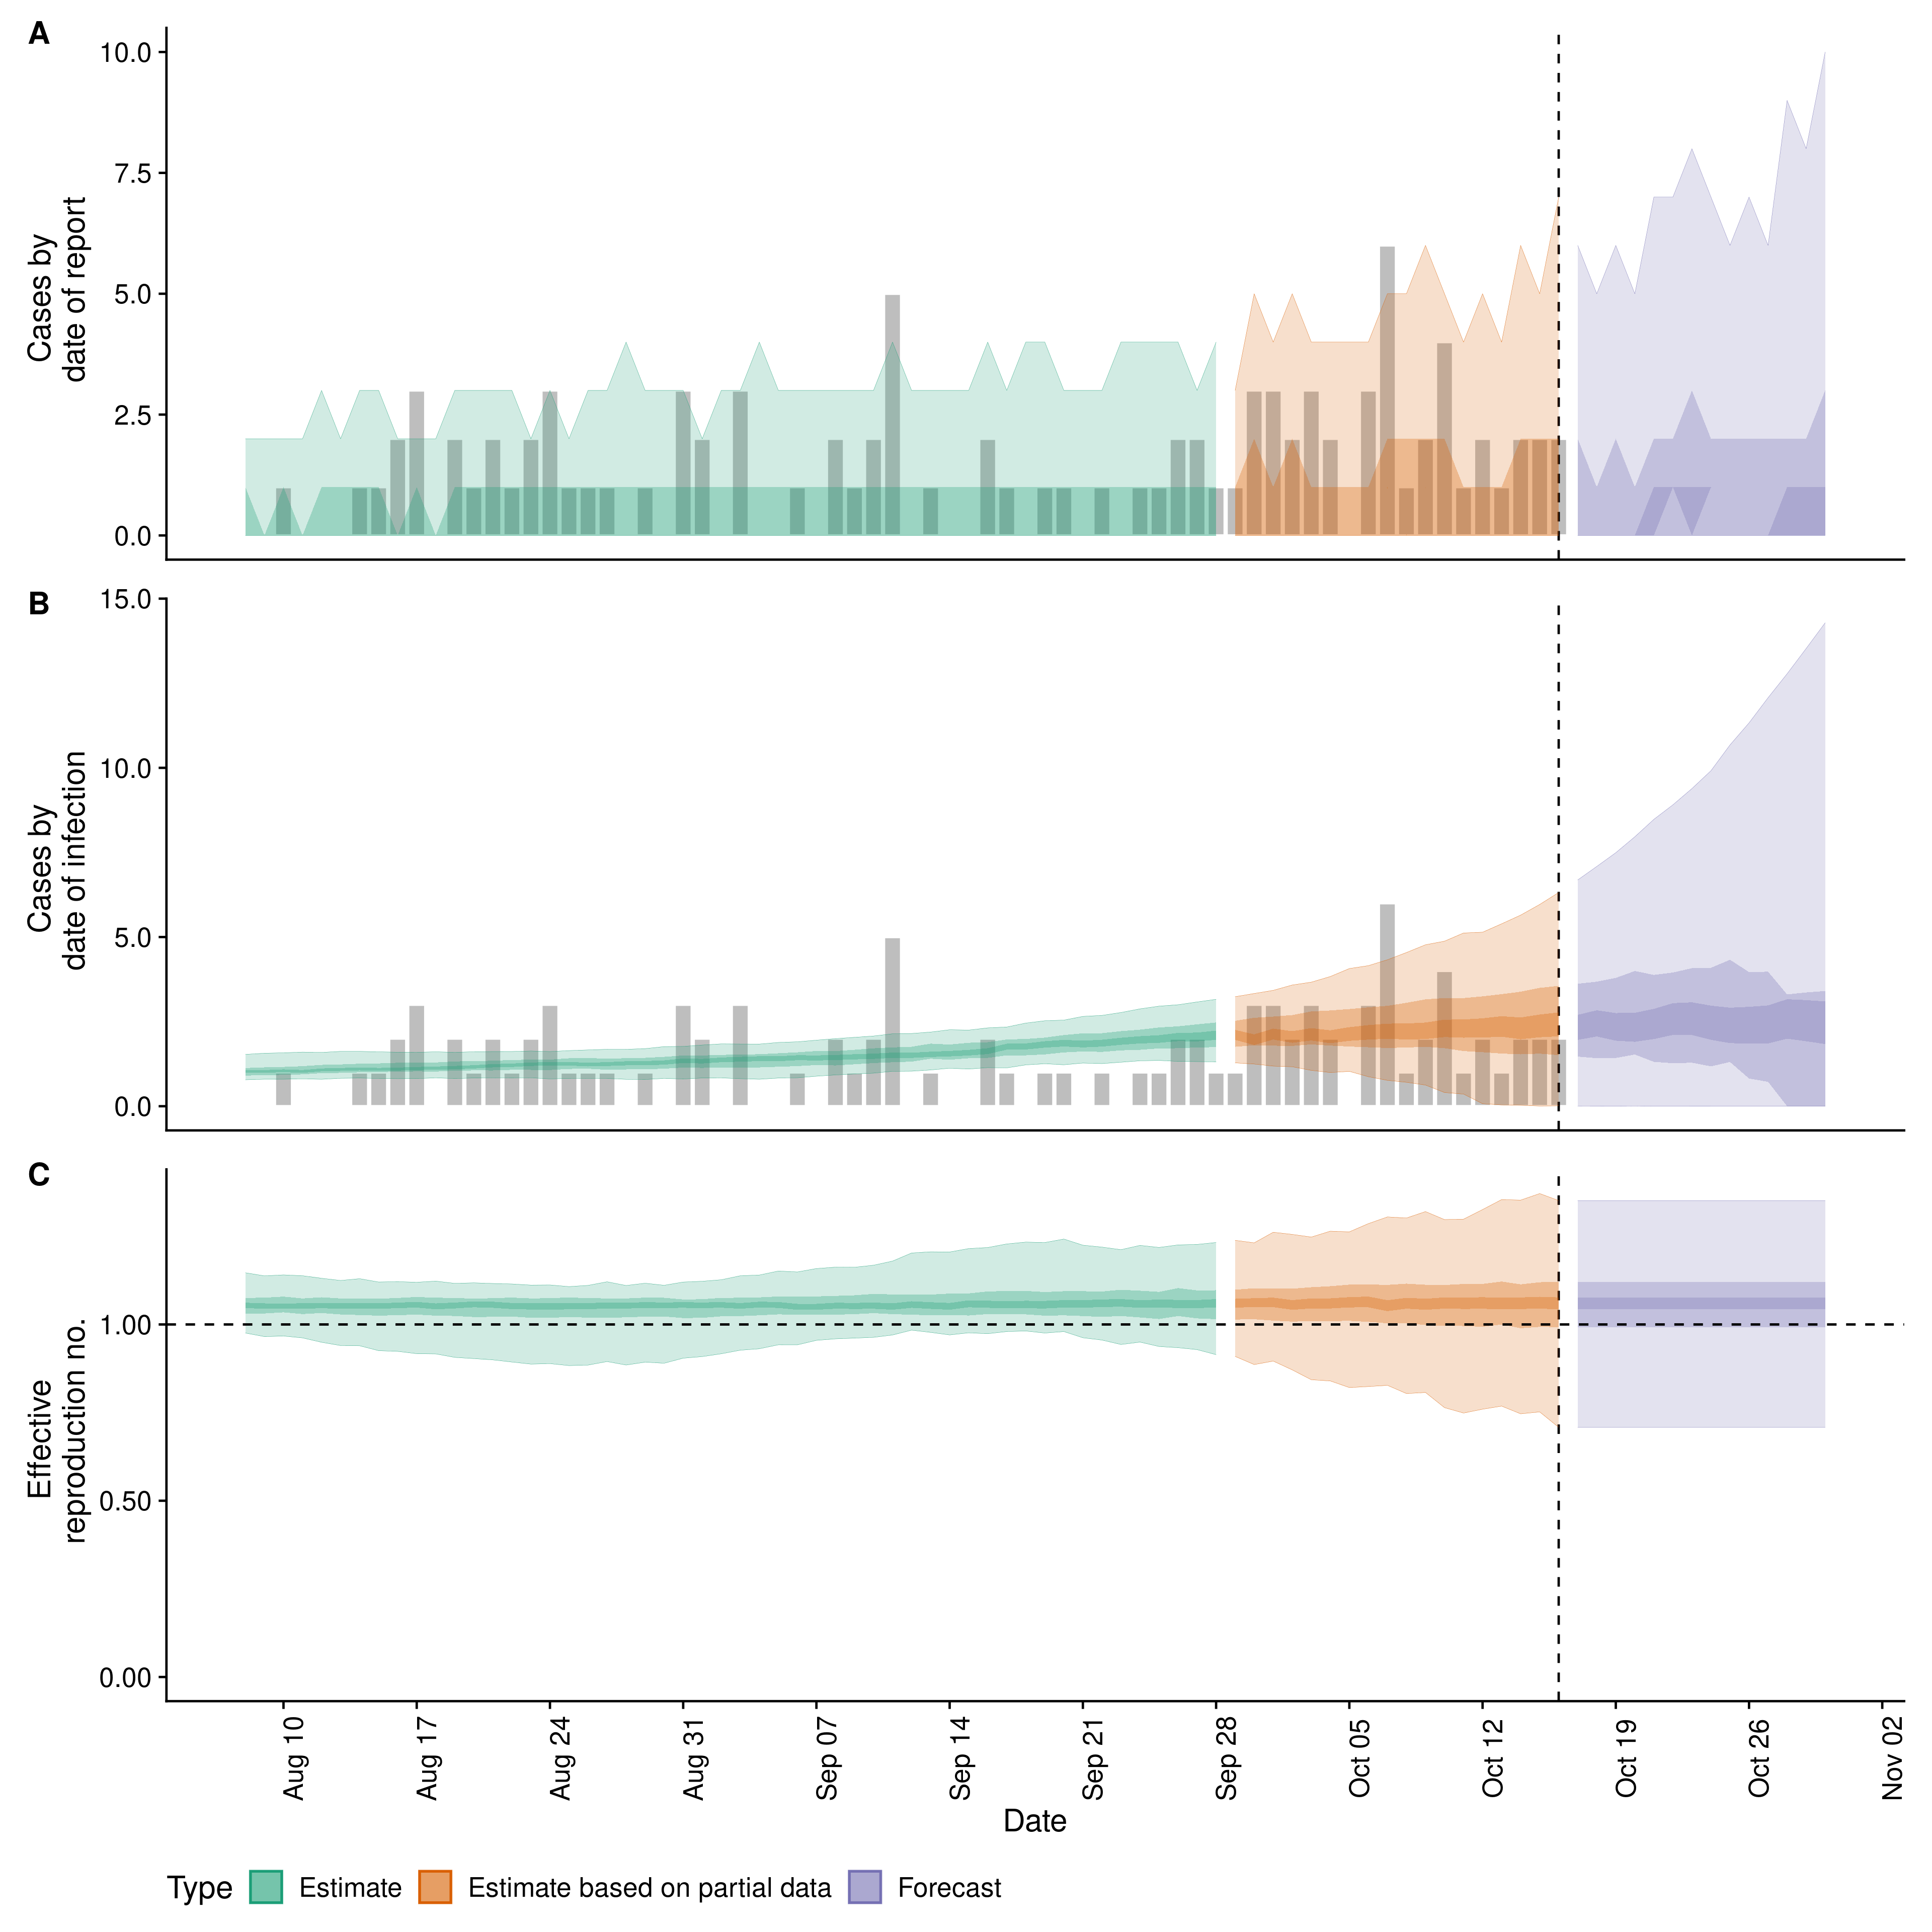 A
Cases by
date of report
10.0
7.5
5.0
2.5
0.0
B
Cases by
date of infection
15.0
10.0
5.0
0.0
C
Effective
reproduction no.
1.00
0.50
0.00
Aug 10
Aug 17
Aug 24
Aug 31
Sep 07
Sep 14
Sep 21
Sep 28
Oct 05
Oct 12
Oct 19
Oct 26
Nov 02
Date
Type Estimate Estimate based on partial data Forecast